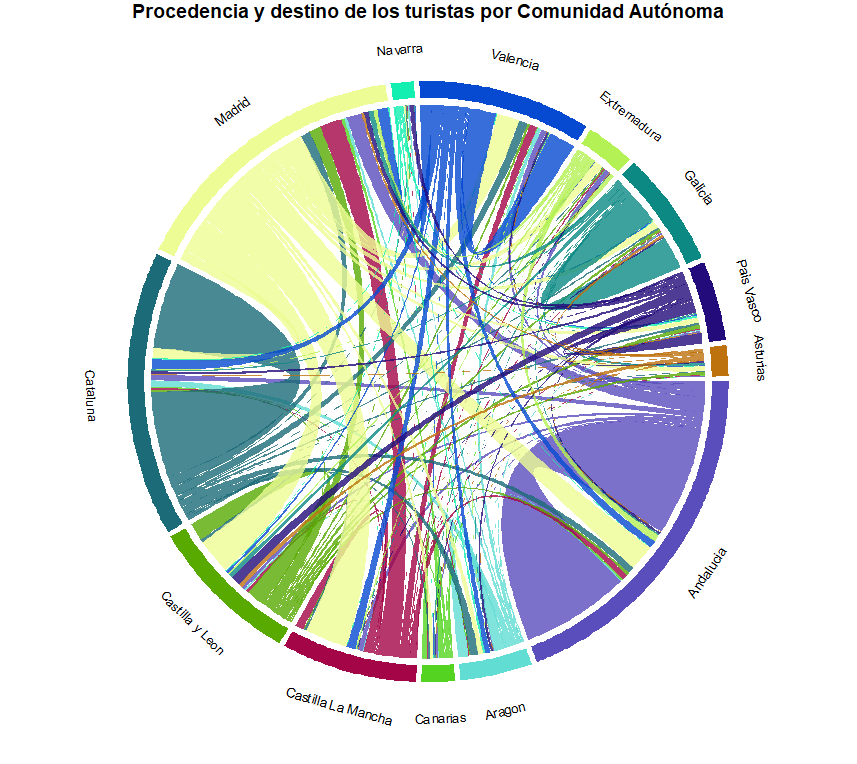 Procedencia y destino de los turistas por Comunidad Autónoma
Navarra
Valencia
Madrid
Extremadura
Galicia
Pais Vasco
Asturias
Cataluna
Andalucia
Castilla y Leon
Castilla La Mancha
Canarias
Aragon